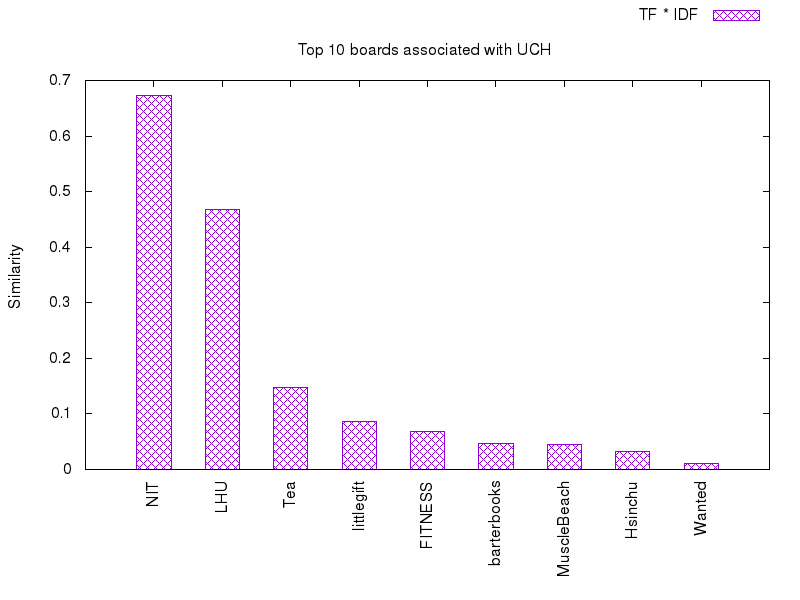 TF * IDF
Top 10 boards associated with UCH
Similarity
0.7
0.6
0.5
0.4
0.3
0.2
0.1
0
NIT
LHU
Tea
littlegift
FITNESS
barterbooks
MuscleBeach
Hsinchu
Wanted